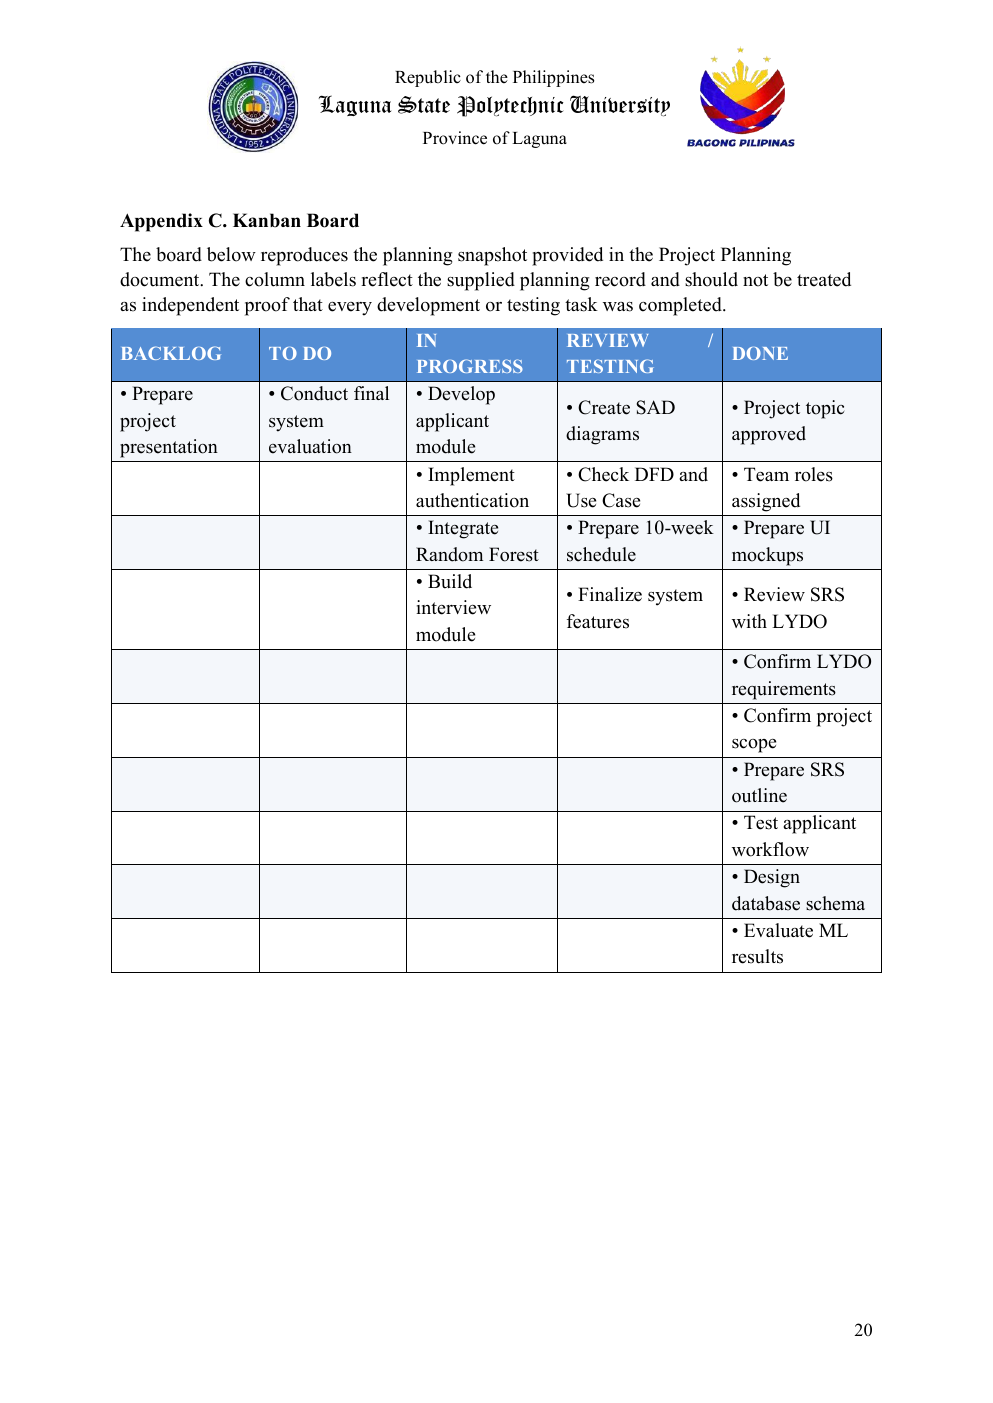 Republic of the Philippines
Laguna State Polytechnic University
Province of Laguna
LAGUNA STATE POLYTECHNIC UNIVERSITY
• 1952 •
BAGONG PILIPINAS
Appendix C. Kanban Board
The board below reproduces the planning snapshot provided in the Project Planning
document. The column labels reflect the supplied planning record and should not be treated
as independent proof that every development or testing task was completed.
BACKLOG
TO DO
IN
PROGRESS
REVIEW /
TESTING
DONE
• Prepare
project
presentation
• Conduct final
system
evaluation
• Develop
applicant
module
• Create SAD
diagrams
• Project topic
approved
• Implement
authentication
• Check DFD and
Use Case
• Team roles
assigned
• Integrate
Random Forest
• Prepare 10-week
schedule
• Prepare UI
mockups
• Build
interview
module
• Finalize system
features
• Review SRS
with LYDO
• Confirm LYDO
requirements
• Confirm project
scope
• Prepare SRS
outline
• Test applicant
workflow
• Design
database schema
• Evaluate ML
results
20